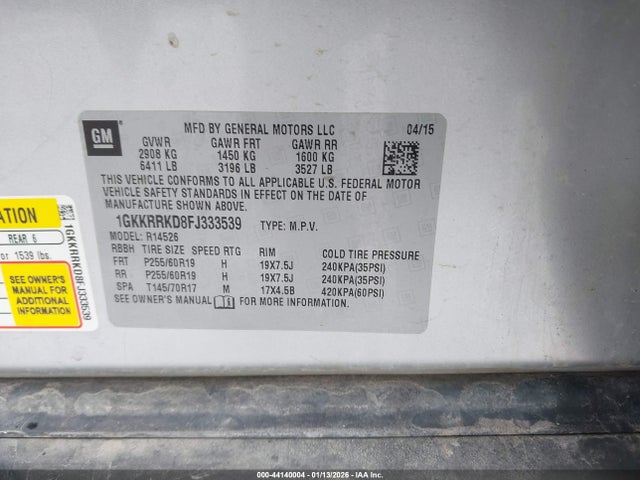 GM
MFD BY GENERAL MOTORS LLC 04/15
GVWR GAWR FRT GAWR RR
2908 KG 1450 KG 1600 KG
6411 LB 3196 LB 3527 LB
THIS VEHICLE CONFORMS TO ALL APPLICABLE U.S. FEDERAL MOTOR
VEHICLE SAFETY STANDARDS IN EFFECT ON THE DATE OF
MANUFACTURE SHOWN ABOVE.
1GKKRRKD8FJ333539 TYPE: M.P.V.
MODEL: R14526
RBBH TIRE SIZE SPEED RTG RIM COLD TIRE PRESSURE
FRT P255/60R19 H 19X7.5J 240KPA(35PSI)
RR P255/60R19 H 19X7.5J 240KPA(35PSI)
SPA T145/70R17 M 17X4.5B 420KPA(60PSI)
SEE OWNER'S MANUAL FOR MORE INFORMATION.
ATION
REAR 6
or 1539 lbs.
SEE OWNER'S
MANUAL FOR
ADDITIONAL
INFORMATION
1GKKRRKD8FJ333539
000-44140004 - 01/13/2026 - IAA Inc.